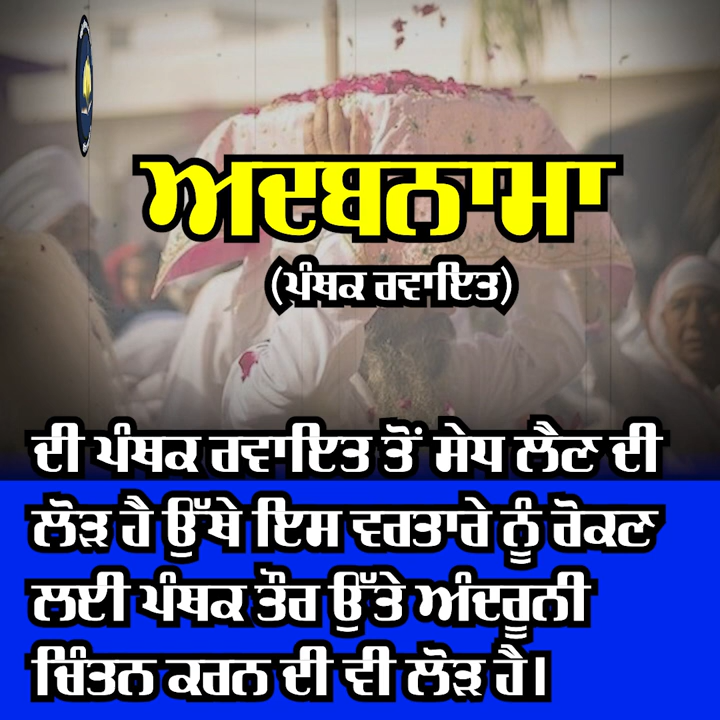 ਅਦਬਨਾਮਾ
(ਪੰਥਕ ਰਵਾਇਤ)
ਦੀ ਪੰਥਕ ਰਵਾਇਤ ਤੋਂ ਸੇਧ ਲੈਣ ਦੀ
ਲੋੜ ਹੈ ਉੱਥੇ ਇਸ ਵਰਤਾਰੇ ਨੂੰ ਰੋਕਣ
ਲਈ ਪੰਥਕ ਤੌਰ ਉੱਤੇ ਅੰਦਰੂਨੀ
ਚਿੰਤਨ ਕਰਨ ਦੀ ਵੀ ਲੋੜ ਹੈ।